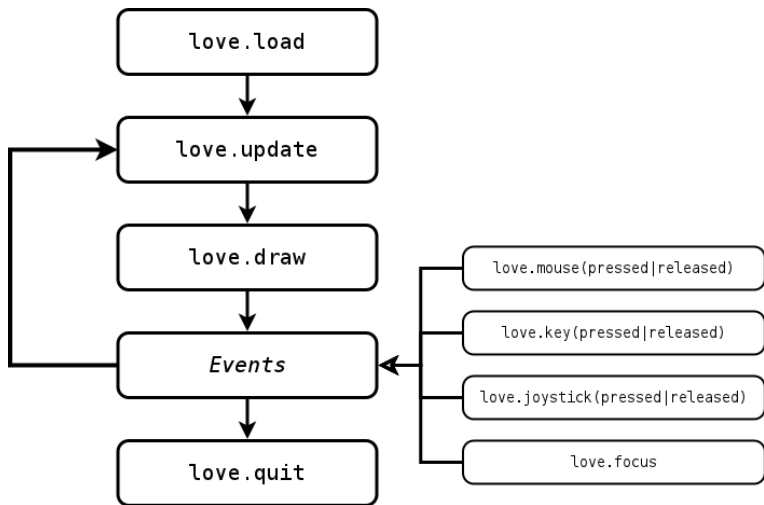 love.load
love.update
love.draw
Events
love.quit
love.mouse(pressed|released)
love.key(pressed|released)
love.joystick(pressed|released)
love.focus